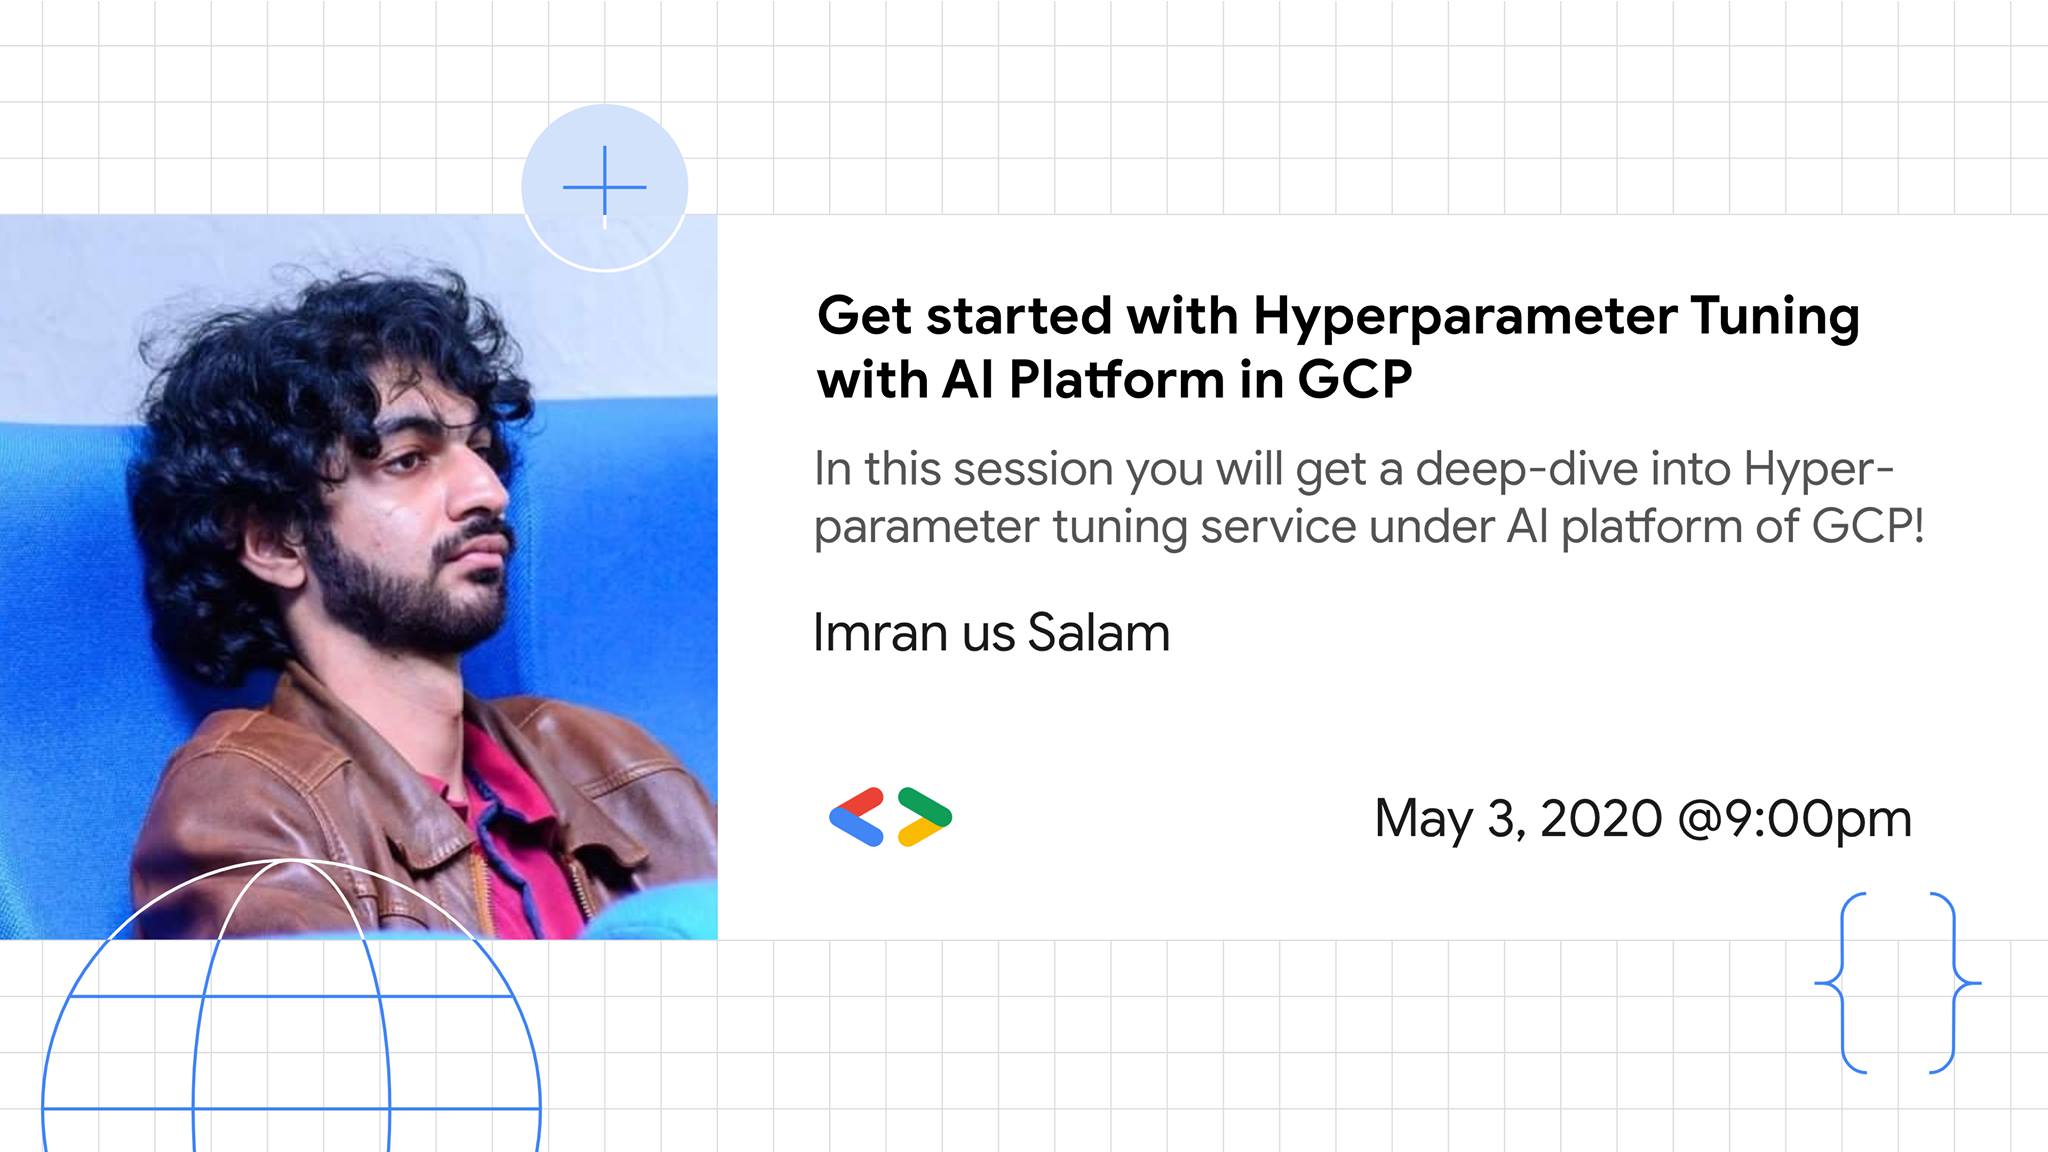 Get started with Hyperparameter Tuning
with AI Platform in GCP
In this session you will get a deep-dive into Hyper-
parameter tuning service under AI platform of GCP!
Imran us Salam
May 3, 2020 @9:00pm